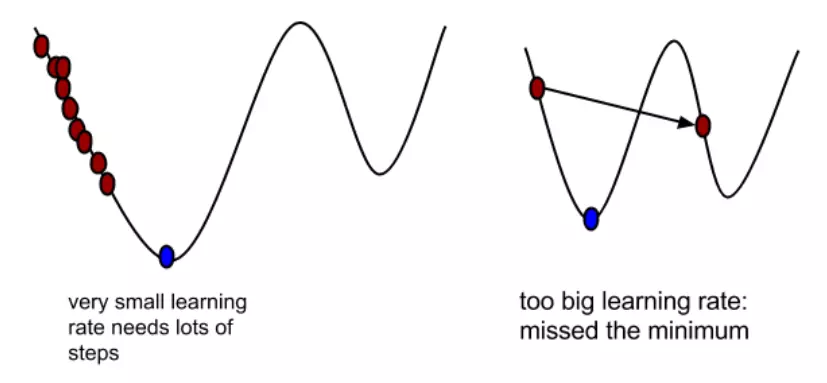 very small learning
rate needs lots of
steps
too big learning rate:
missed the minimum